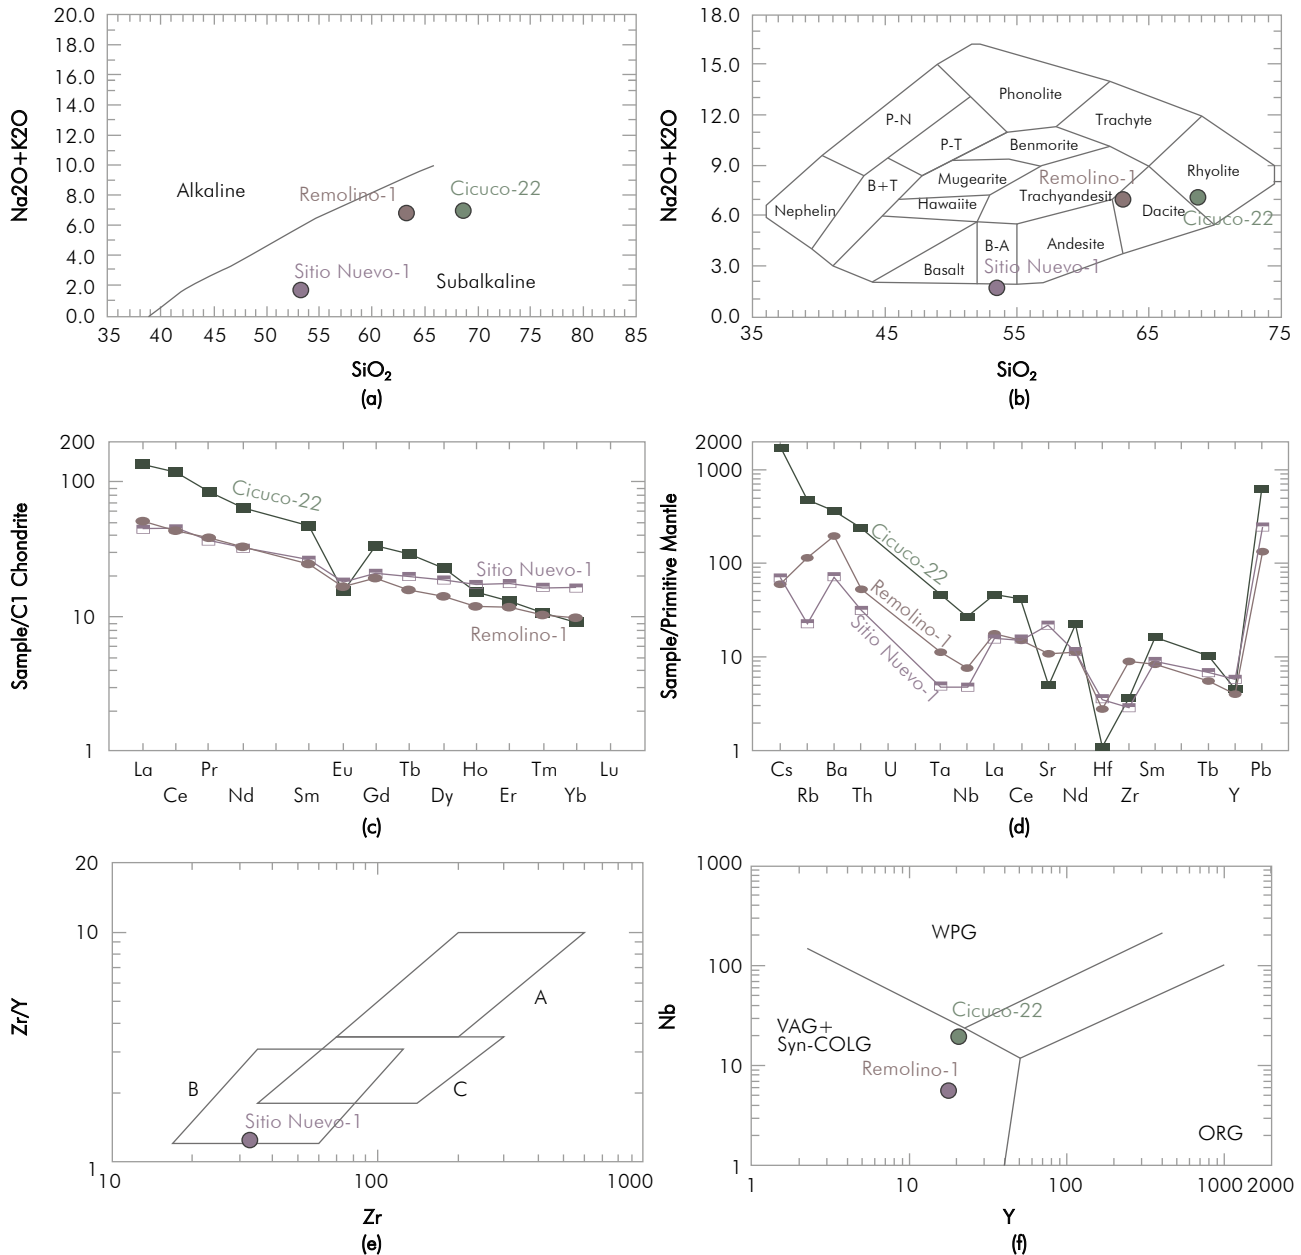 20.0
18.0
16.0
14.0
12.0
10.0
8.0
6.0
4.0
2.0
0.0
Na2O+K2O
Alkaline
Remolino-1
Cicuco-22
Sitio Nuevo-1
Subalkaline
35 40 45 50 55 60 65 70 75 80 85
SiO₂
(a)
18.0
15.0
12.0
9.0
6.0
3.0
0.0
Na2O+K2O
Phonolite
P-N
Trachyte
P-T
Benmorite
Rhyolite
B+T
Mugearite
Remolino-1
Trachyandesit
Nephelin
Hawaiite
Dacite
Cicuco-22
B-A
Andesite
Basalt
Sitio Nuevo-1
35 45 55 65 75
SiO₂
(b)
200
100
10
1
Sample/C1 Chondrite
Cicuco-22
Sitio Nuevo-1
Remolino-1
La Pr Eu Tb Ho Tm Lu
Ce Nd Sm Gd Dy Er Yb
(c)
2000
1000
100
10
1
Sample/Primitive Mantle
Cicuco-22
Remolino-1
Sitio Nuevo-1
Cs Ba U Ta La Sr Hf Sm Tb Pb
Rb Th Nb Ce Nd Zr Y
(d)
20
10
1
Zr/Y
A
B
C
Sitio Nuevo-1
10 100 1000
Zr
(e)
1000
100
10
1
Nb
WPG
Cicuco-22
VAG+
Syn-COLG
Remolino-1
ORG
1 10 100 1000 2000
Y
(f)